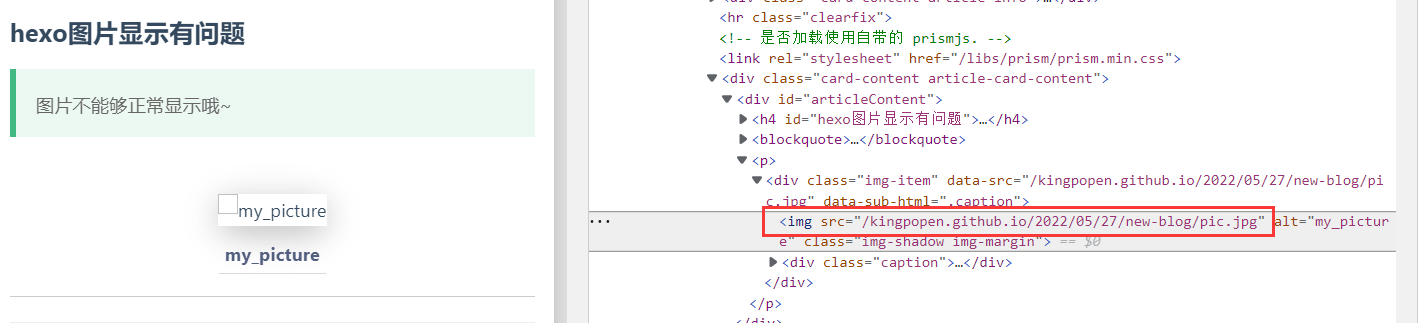 hexo图片显示有问题
图片不能够正常显示哦~
my_picture
my_picture
<hr class="clearfix">
<!-- 是否加载使用自带的 prismjs. -->
<link rel="stylesheet" href="/libs/prism/prism.min.css">
<div class="card-content article-card-content">
<div id="articleContent">
<h4 id="hexo图片显示有问题">…</h4>
<blockquote>…</blockquote>
<p>
<div class="img-item" data-src="/kingpopen.github.io/2022/05/27/new-blog/pi
c.jpg" data-sub-html=".caption">
<img src="/kingpopen.github.io/2022/05/27/new-blog/pic.jpg" alt="my_pictur
e" class="img-shadow img-margin"> == $0
<div class="caption">…</div>
</div>
</p>